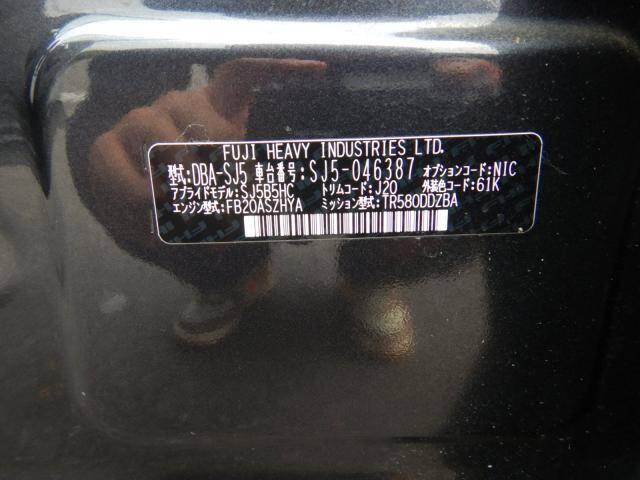 FUJI HEAVY INDUSTRIES LTD.
型式:DBA-SJ5 車台番号:SJ5-046387 オプションコード:NIC
アプライドモデル:SJ5B5HC トリムコード:J20 外装色コード:61K
エンジン型式:FB20ASZHYA ミッション型式:TR580DDZBA